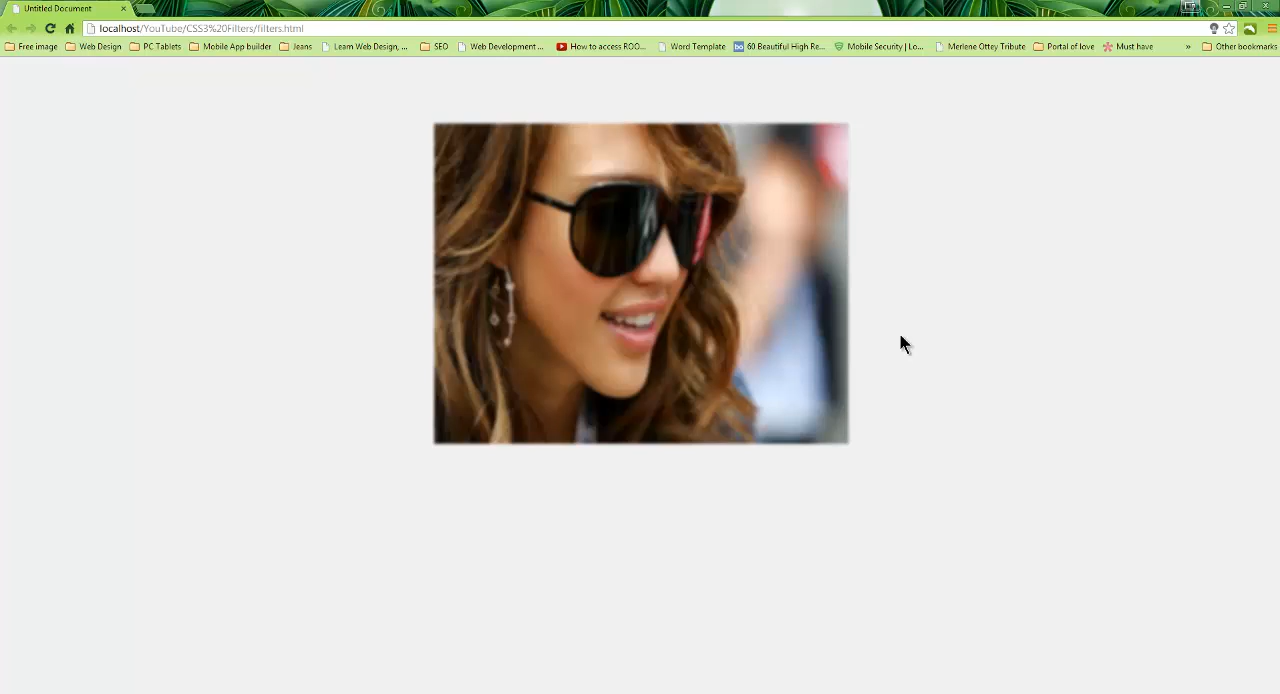 Untitled Document
localhost/YouTube/CSS3%20Filters/filters.html
Free image Web Design PC Tablets Mobile App builder Jeans Learn Web Design, ... SEO Web Development ... How to access ROO... Word Template bo 60 Beautiful High Re... Mobile Security | Lo... Merlene Ottey Tribute Portal of love Must have » Other bookmarks